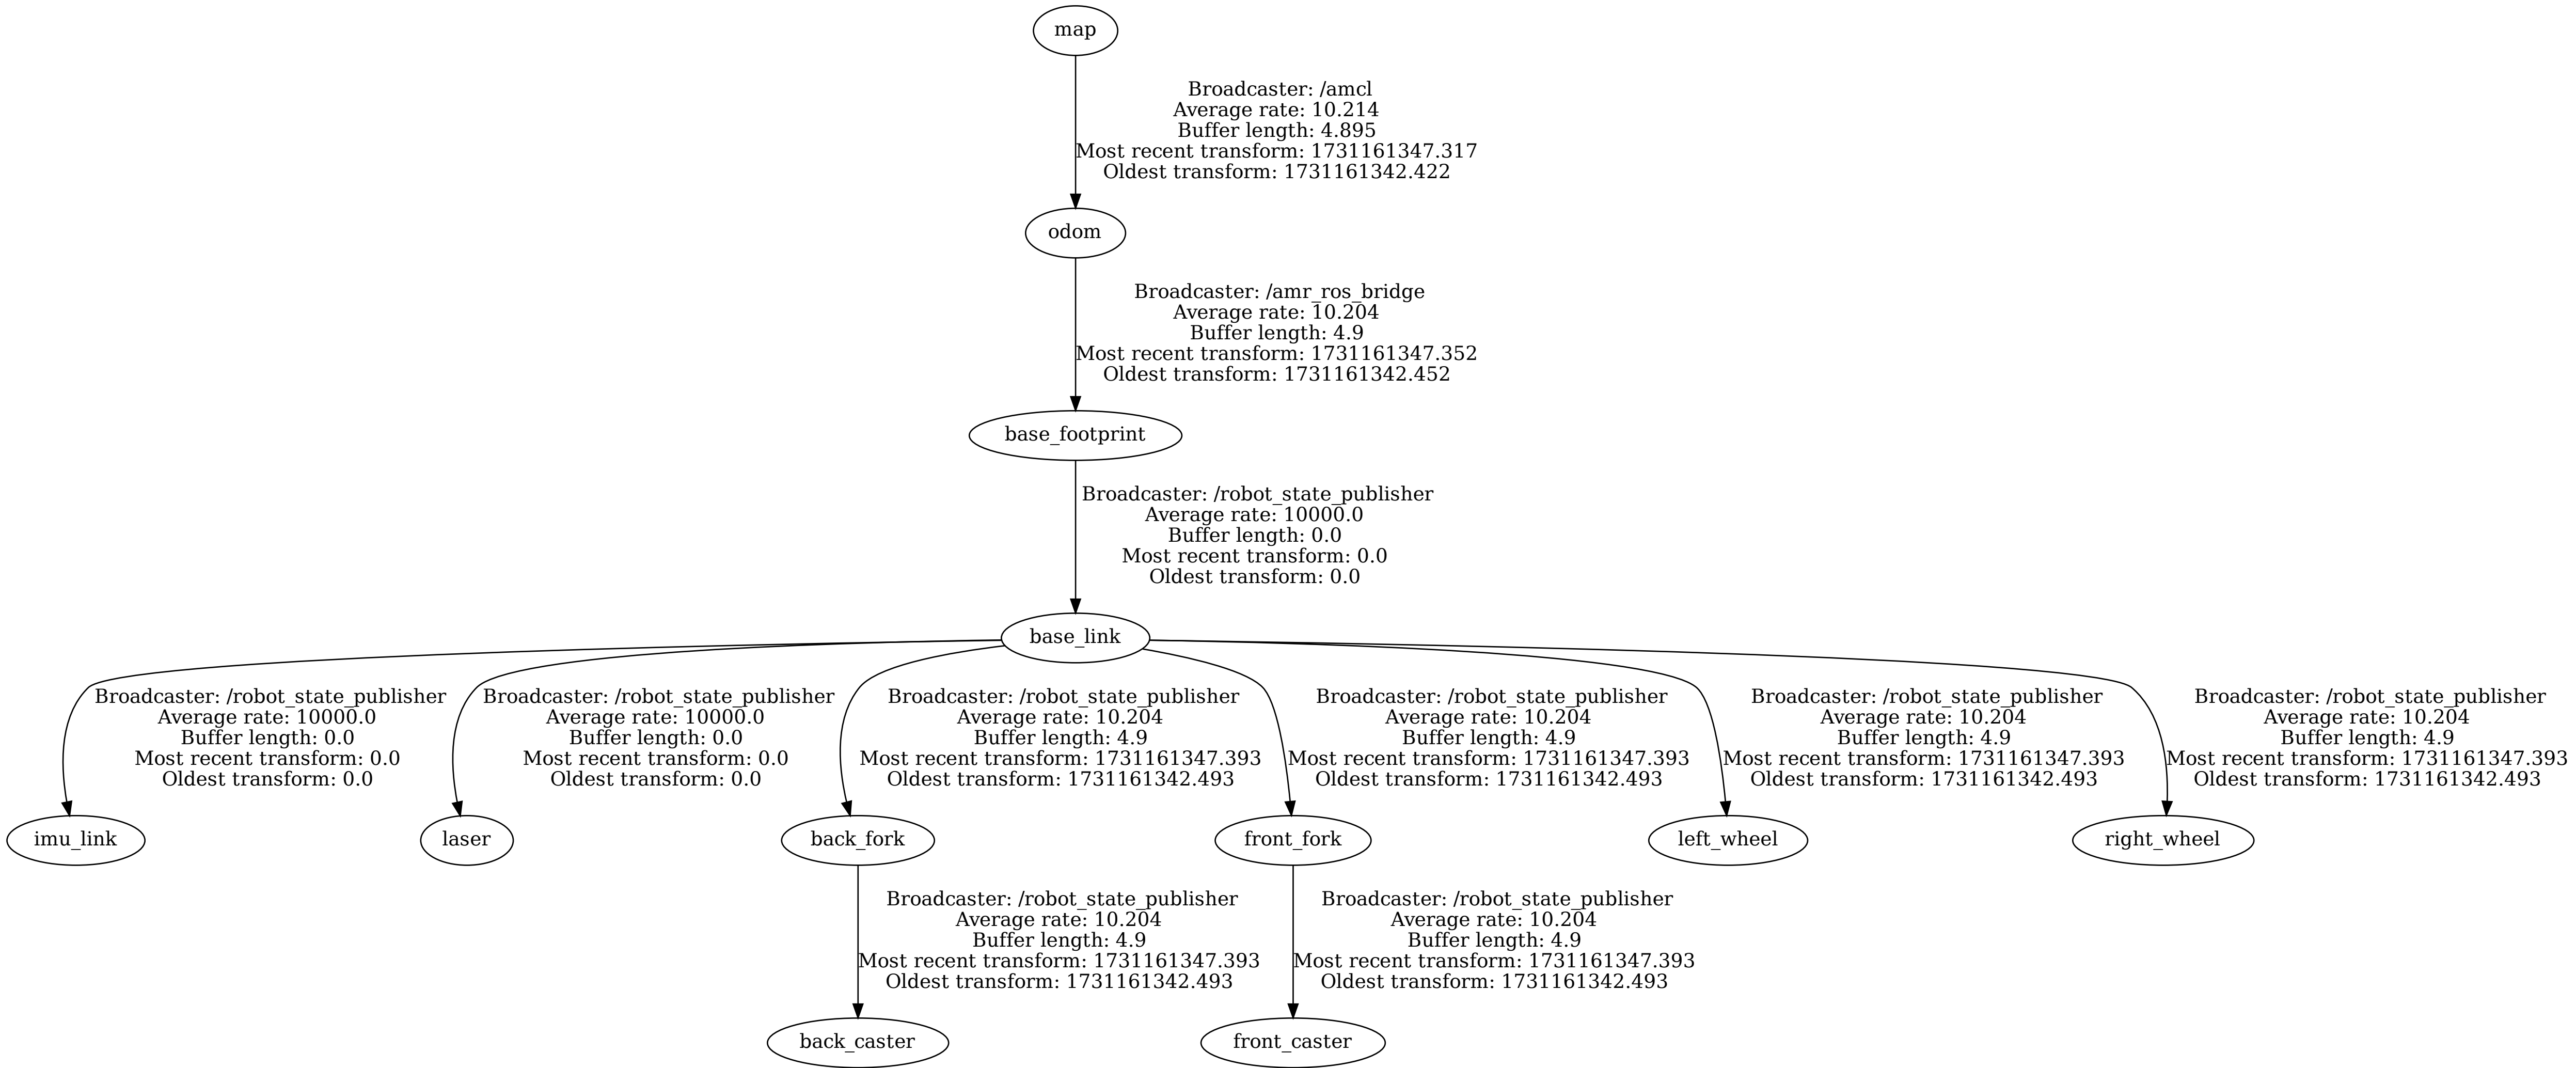 map
Broadcaster: /amcl
Average rate: 10.214
Buffer length: 4.895
Most recent transform: 1731161347.317
Oldest transform: 1731161342.422
odom
Broadcaster: /amr_ros_bridge
Average rate: 10.204
Buffer length: 4.9
Most recent transform: 1731161347.352
Oldest transform: 1731161342.452
base_footprint
Broadcaster: /robot_state_publisher
Average rate: 10000.0
Buffer length: 0.0
Most recent transform: 0.0
Oldest transform: 0.0
base_link
Broadcaster: /robot_state_publisher
Average rate: 10000.0
Buffer length: 0.0
Most recent transform: 0.0
Oldest transform: 0.0
Broadcaster: /robot_state_publisher
Average rate: 10000.0
Buffer length: 0.0
Most recent transform: 0.0
Oldest transform: 0.0
Broadcaster: /robot_state_publisher
Average rate: 10.204
Buffer length: 4.9
Most recent transform: 1731161347.393
Oldest transform: 1731161342.493
Broadcaster: /robot_state_publisher
Average rate: 10.204
Buffer length: 4.9
Most recent transform: 1731161347.393
Oldest transform: 1731161342.493
Broadcaster: /robot_state_publisher
Average rate: 10.204
Buffer length: 4.9
Most recent transform: 1731161347.393
Oldest transform: 1731161342.493
Broadcaster: /robot_state_publisher
Average rate: 10.204
Buffer length: 4.9
Most recent transform: 1731161347.393
Oldest transform: 1731161342.493
imu_link
laser
back_fork
front_fork
left_wheel
right_wheel
Broadcaster: /robot_state_publisher
Average rate: 10.204
Buffer length: 4.9
Most recent transform: 1731161347.393
Oldest transform: 1731161342.493
Broadcaster: /robot_state_publisher
Average rate: 10.204
Buffer length: 4.9
Most recent transform: 1731161347.393
Oldest transform: 1731161342.493
back_caster
front_caster